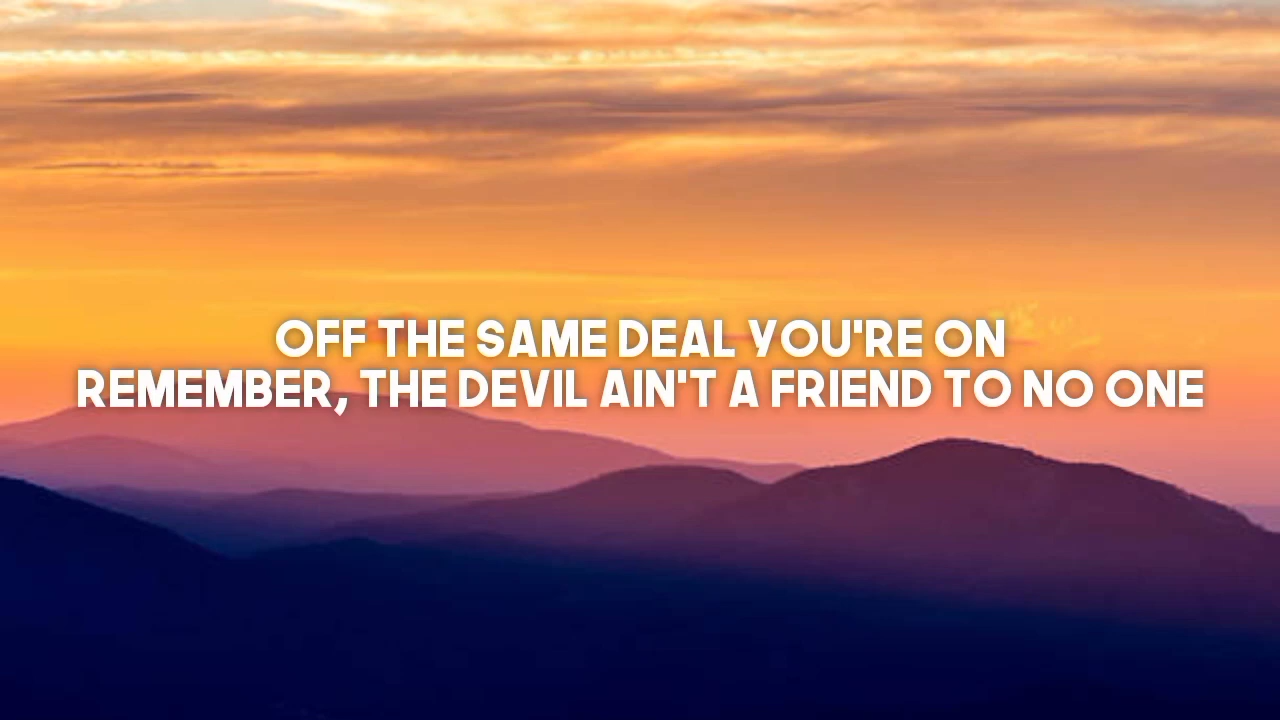 OFF THE SAME DEAL YOU'RE ON
REMEMBER, THE DEVIL AIN'T A FRIEND TO NO ONE